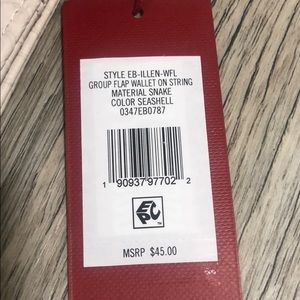 STYLE EB-ILLEN-WFL
GROUP FLAP WALLET ON STRING
MATERIAL SNAKE
COLOR SEASHELL
0347EB0787
1 90937 97702 2
EPC
MSRP $45.00